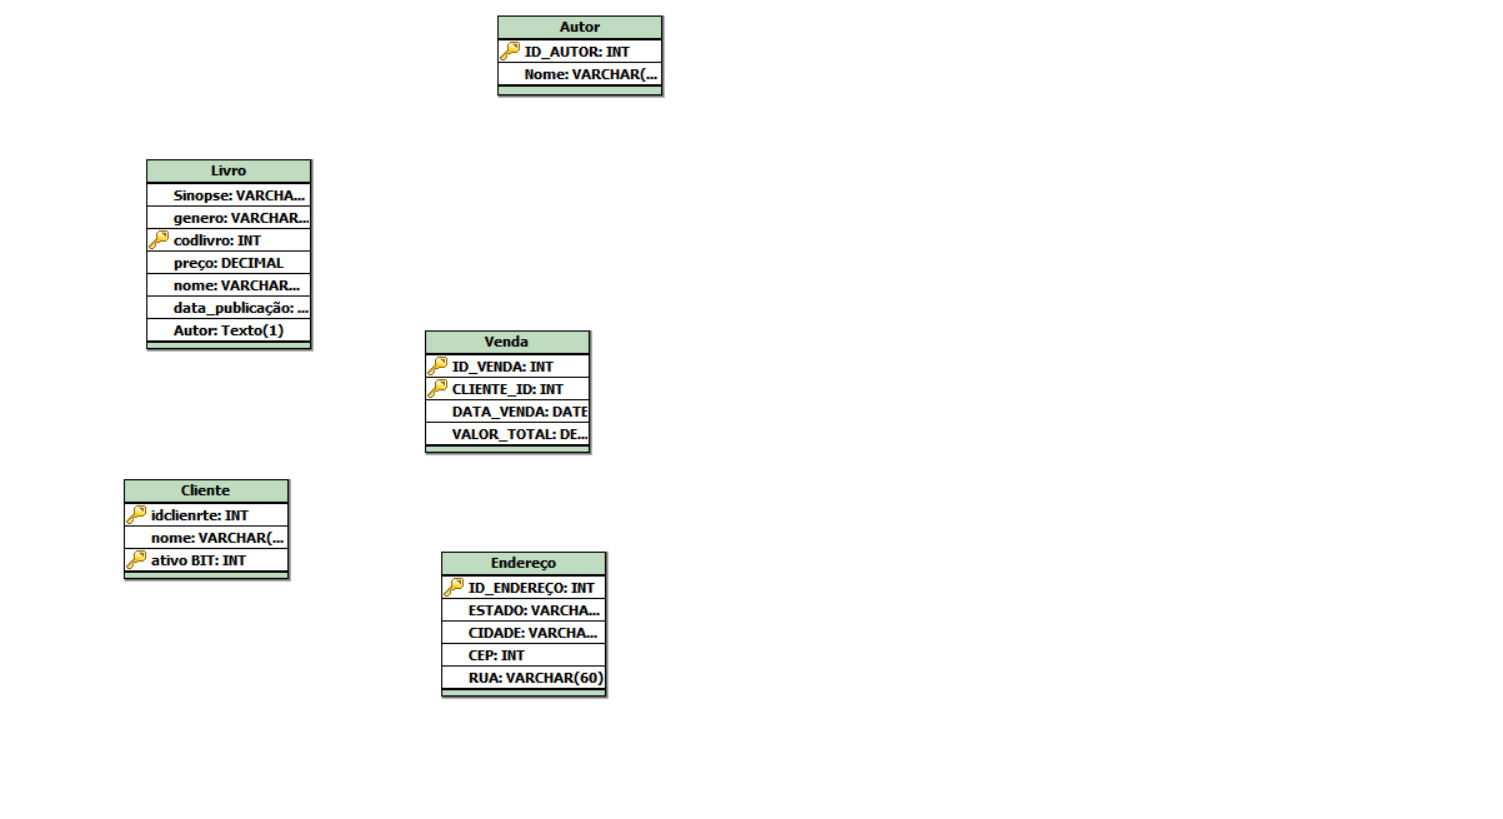 Autor
ID_AUTOR: INT
Nome: VARCHAR(...
Livro
Sinopse: VARCHA...
genero: VARCHAR...
codlivro: INT
preço: DECIMAL
nome: VARCHAR...
data_publicação: ...
Autor: Texto(1)
Venda
ID_VENDA: INT
CLIENTE_ID: INT
DATA_VENDA: DATE
VALOR_TOTAL: DE...
Cliente
idclienrte: INT
nome: VARCHAR(...
ativo BIT: INT
Endereço
ID_ENDEREÇO: INT
ESTADO: VARCHA...
CIDADE: VARCHA...
CEP: INT
RUA: VARCHAR(60)